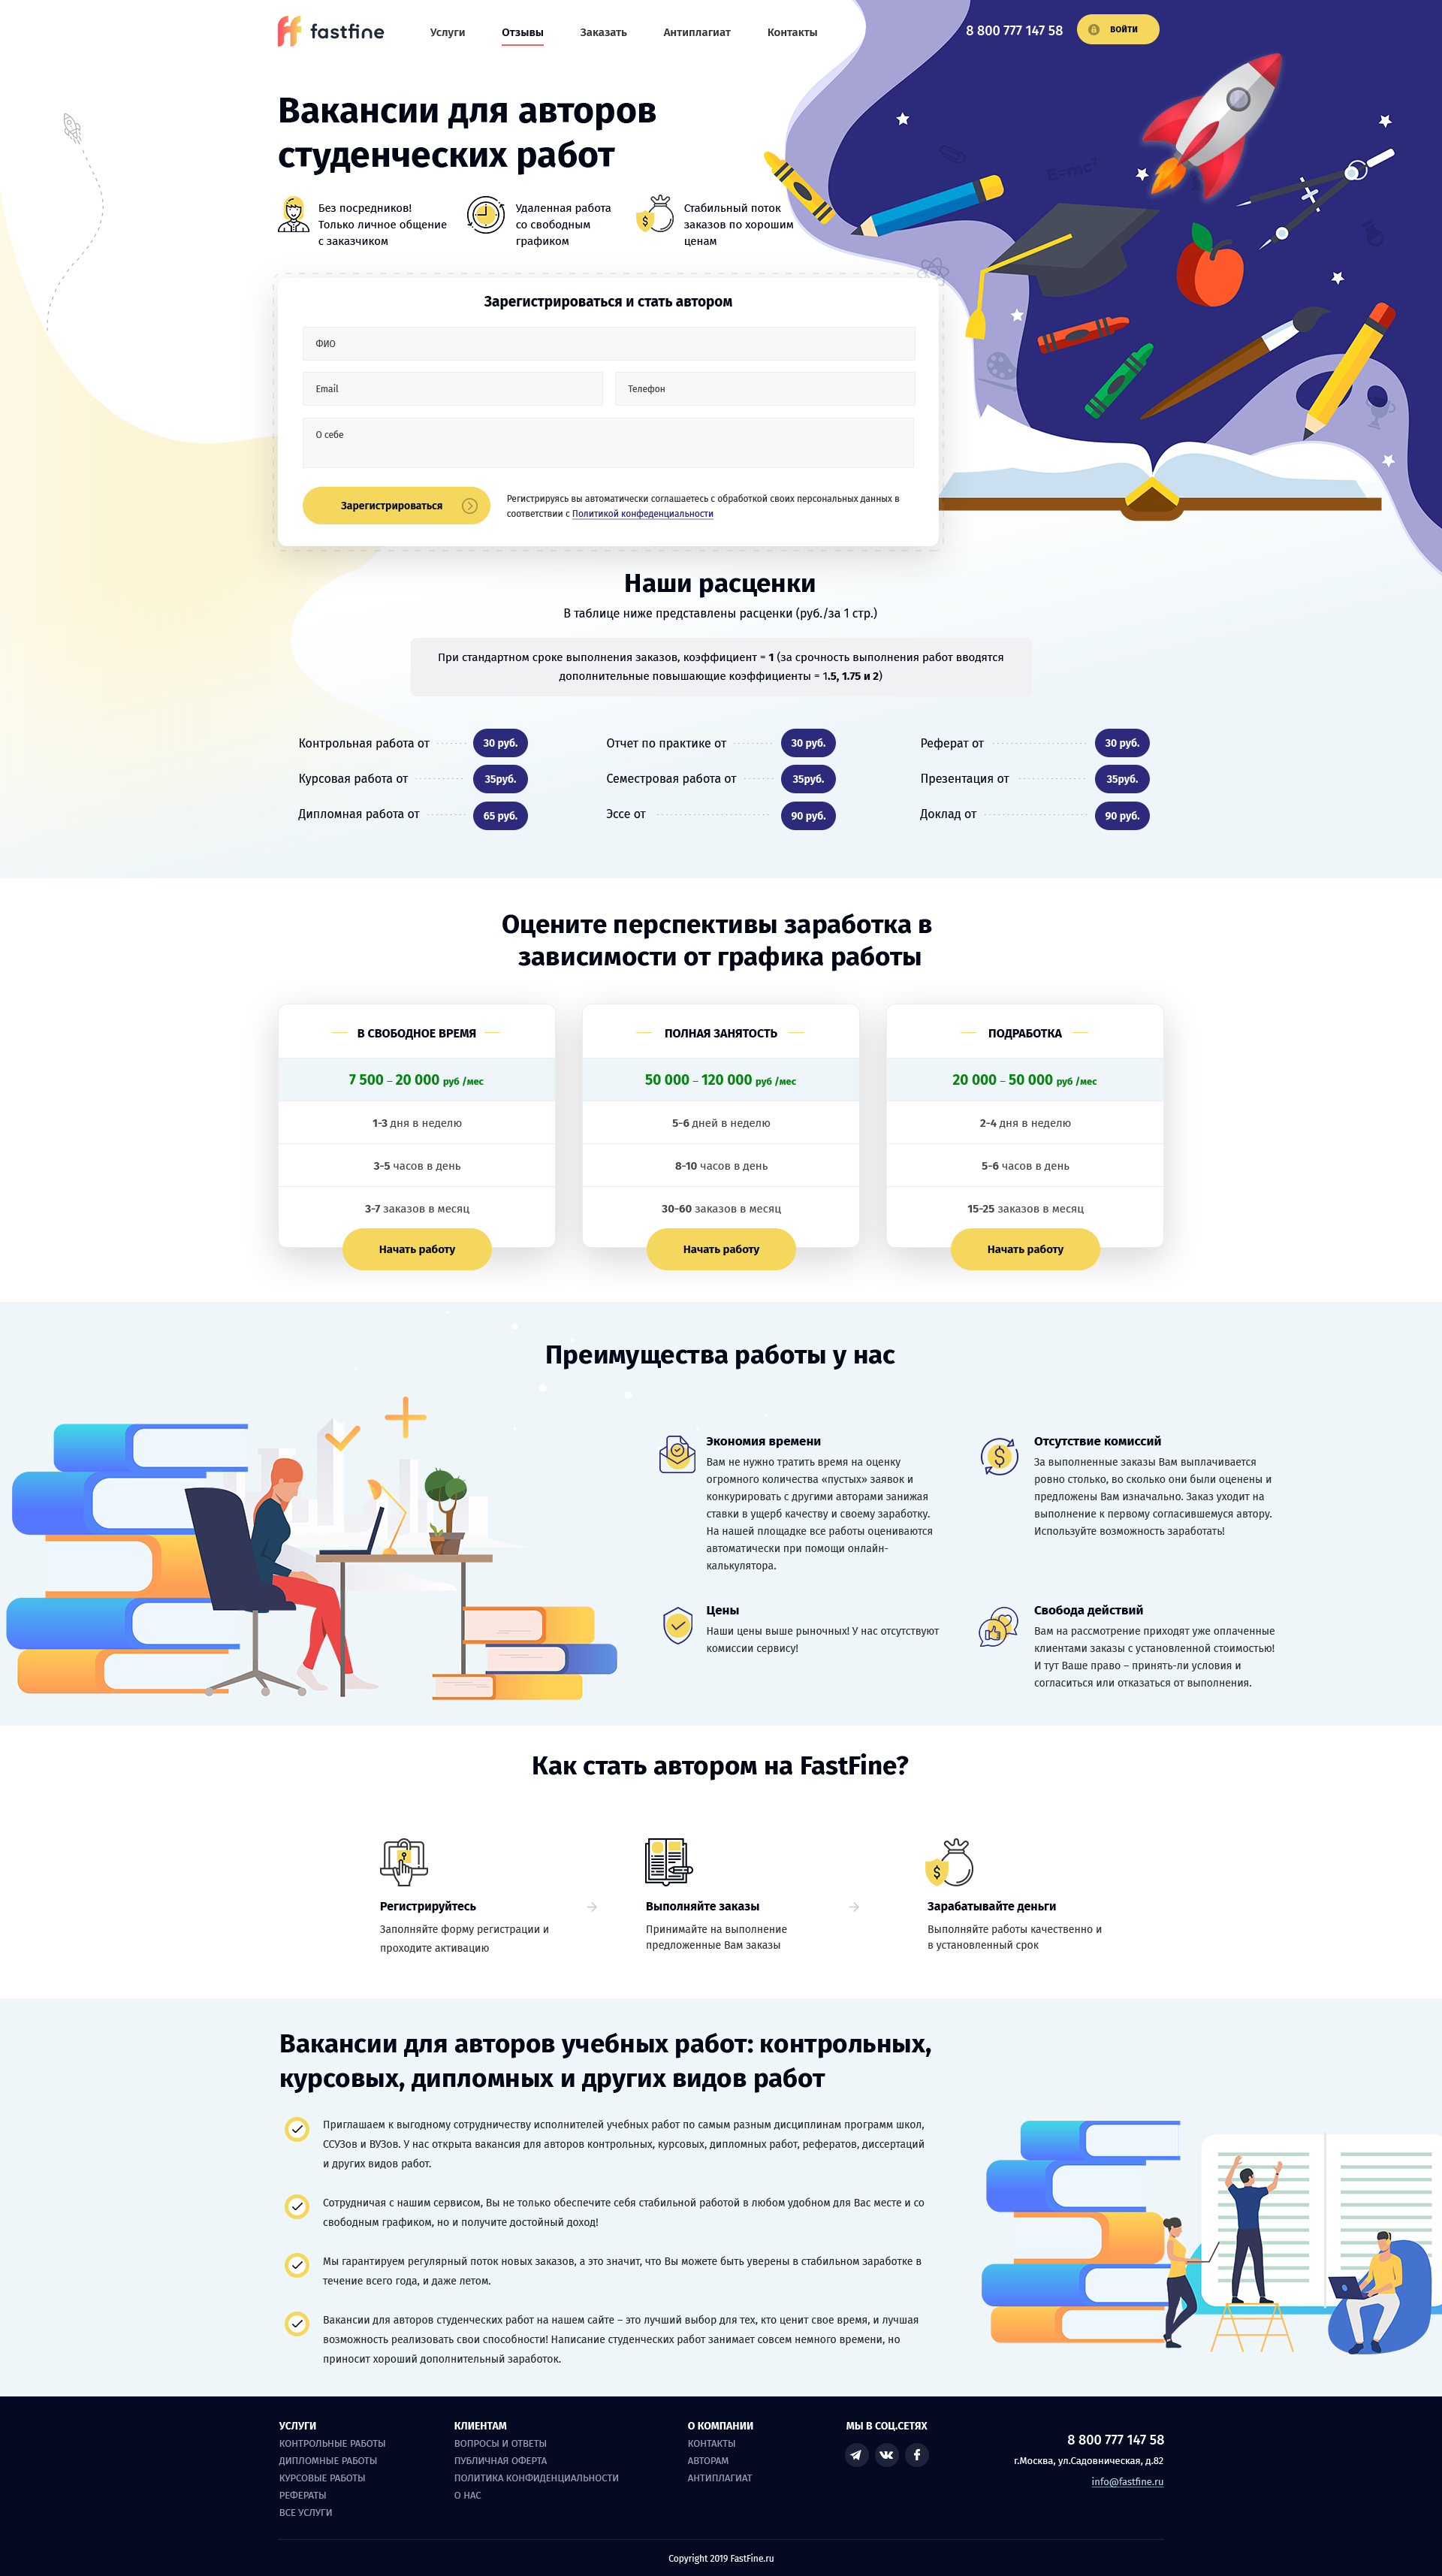 fastfine
Услуги
Отзывы
Заказать
Антиплагиат
Контакты
8 800 777 147 58
ВОЙТИ
Вакансии для авторов
студенческих работ
Без посредников!
Только личное общение
с заказчиком
Удаленная работа
со свободным
графиком
Стабильный поток
заказов по хорошим
ценам
E=mc²
Зарегистрироваться и стать автором
ФИО
Email
Телефон
О себе
Зарегистрироваться
Регистрируясь вы автоматически соглашаетесь с обработкой своих персональных данных в
соответствии с Политикой конфеденциальности
Наши расценки
В таблице ниже представлены расценки (руб./за 1 стр.)
При стандартном сроке выполнения заказов, коэффициент = 1 (за срочность выполнения работ вводятся
дополнительные повышающие коэффициенты = 1.5, 1.75 и 2)
Контрольная работа от 30 руб.
Курсовая работа от 35руб.
Дипломная работа от 65 руб.
Отчет по практике от 30 руб.
Семестровая работа от 35руб.
Эссе от 90 руб.
Реферат от 30 руб.
Презентация от 35руб.
Доклад от 90 руб.
Оцените перспективы заработка в
зависимости от графика работы
В СВОБОДНОЕ ВРЕМЯ
7 500 – 20 000 руб /мес
1-3 дня в неделю
3-5 часов в день
3-7 заказов в месяц
Начать работу
ПОЛНАЯ ЗАНЯТОСТЬ
50 000 – 120 000 руб /мес
5-6 дней в неделю
8-10 часов в день
30-60 заказов в месяц
Начать работу
ПОДРАБОТКА
20 000 – 50 000 руб /мес
2-4 дня в неделю
5-6 часов в день
15-25 заказов в месяц
Начать работу
Преимущества работы у нас
Экономия времени
Вам не нужно тратить время на оценку
огромного количества «пустых» заявок и
конкурировать с другими авторами занижая
ставки в ущерб качеству и своему заработку.
На нашей площадке все работы оцениваются
автоматически при помощи онлайн-
калькулятора.
Отсутствие комиссий
За выполненные заказы Вам выплачивается
ровно столько, во сколько они были оценены и
предложены Вам изначально. Заказ уходит на
выполнение к первому согласившемуся автору.
Используйте возможность заработать!
Цены
Наши цены выше рыночных! У нас отсутствуют
комиссии сервису!
Свобода действий
Вам на рассмотрение приходят уже оплаченные
клиентами заказы с установленной стоимостью!
И тут Ваше право – принять-ли условия и
согласиться или отказаться от выполнения.
Как стать автором на FastFine?
Регистрируйтесь
Заполняйте форму регистрации и
проходите активацию
Выполняйте заказы
Принимайте на выполнение
предложенные Вам заказы
Зарабатывайте деньги
Выполняйте работы качественно и
в установленный срок
Вакансии для авторов учебных работ: контрольных,
курсовых, дипломных и других видов работ
Приглашаем к выгодному сотрудничеству исполнителей учебных работ по самым разным дисциплинам программ школ,
ССУЗов и ВУЗов. У нас открыта вакансия для авторов контрольных, курсовых, дипломных работ, рефератов, диссертаций
и других видов работ.
Сотрудничая с нашим сервисом, Вы не только обеспечите себя стабильной работой в любом удобном для Вас месте и со
свободным графиком, но и получите достойный доход!
Мы гарантируем регулярный поток новых заказов, а это значит, что Вы можете быть уверены в стабильном заработке в
течение всего года, и даже летом.
Вакансии для авторов студенческих работ на нашем сайте – это лучший выбор для тех, кто ценит свое время, и лучшая
возможность реализовать свои способности! Написание студенческих работ занимает совсем немного времени, но
приносит хороший дополнительный заработок.
УСЛУГИ
КОНТРОЛЬНЫЕ РАБОТЫ
ДИПЛОМНЫЕ РАБОТЫ
КУРСОВЫЕ РАБОТЫ
РЕФЕРАТЫ
ВСЕ УСЛУГИ
КЛИЕНТАМ
ВОПРОСЫ И ОТВЕТЫ
ПУБЛИЧНАЯ ОФЕРТА
ПОЛИТИКА КОНФИДЕНЦИАЛЬНОСТИ
О НАС
О КОМПАНИИ
КОНТАКТЫ
АВТОРАМ
АНТИПЛАГИАТ
МЫ В СОЦ.СЕТЯХ
8 800 777 147 58
г.Москва, ул.Садовническая, д.82
info@fastfine.ru
Copyright 2019 FastFine.ru